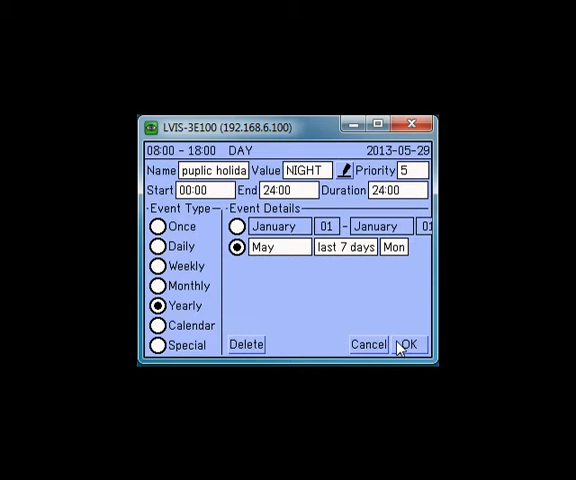 LVIS-3E100 (192.168.6.100)
08:00 - 18:00 DAY 2013-05-29
Name puplic holida Value NIGHT Priority 5
Start 00:00 End 24:00 Duration 24:00
Event Type Event Details
Once January 01 - January 01
Daily May last 7 days Mon
Weekly
Monthly
Yearly
Calendar
Special Delete Cancel OK